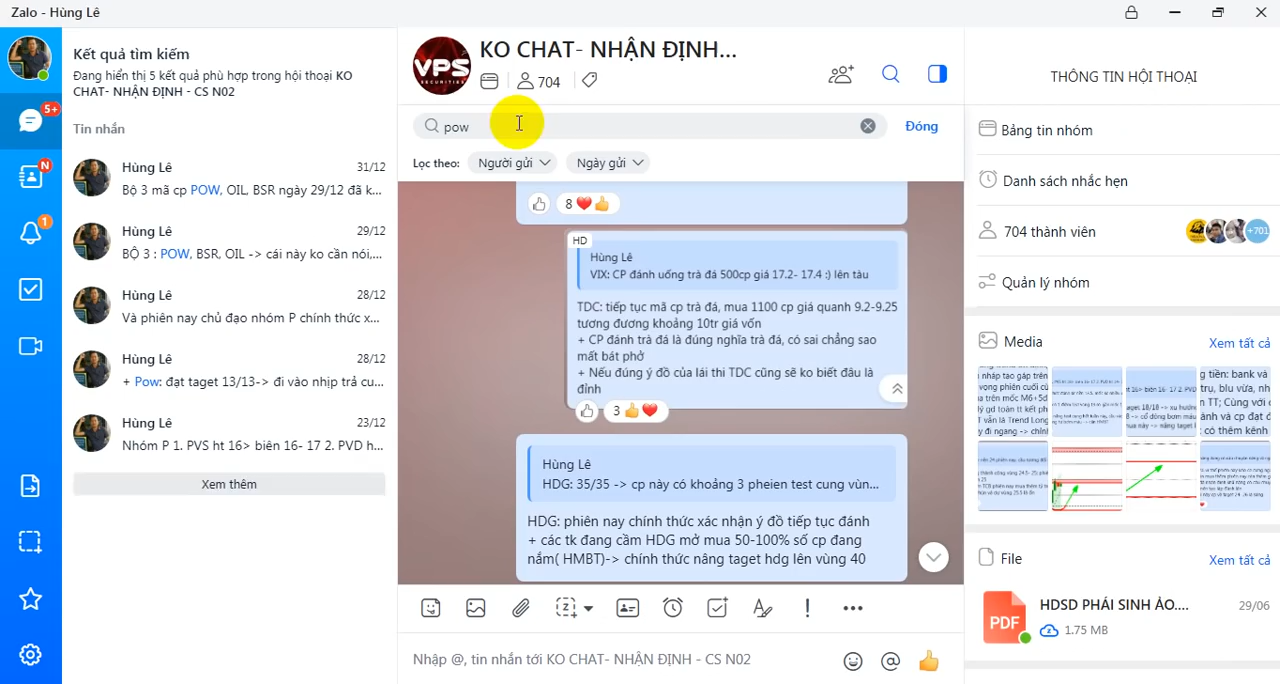 Zalo - Hùng Lê
5+
N
1
Kết quả tìm kiếm
Đang hiển thị 5 kết quả phù hợp trong hội thoại KO
CHAT- NHẬN ĐỊNH - CS N02
Tin nhắn
Hùng Lê 31/12
Bộ 3 mã cp POW, OIL, BSR ngày 29/12 đã k...
Hùng Lê 29/12
BỘ 3 : POW, BSR, OIL -> cái này ko cần nói,...
Hùng Lê 28/12
Và phiên nay chủ đạo nhóm P chính thức x...
Hùng Lê 28/12
+ Pow: đạt taget 13/13-> đi vào nhịp trả cu...
Hùng Lê 23/12
Nhóm P 1. PVS ht 16> biên 16- 17 2. PVD h...
Xem thêm
VPS
SECURITIES
KO CHAT- NHẬN ĐỊNH...
704
pow
Đóng
Lọc theo: Người gửi Ngày gửi
8
HD
Hùng Lê
VIX: CP đánh uống trà đá 500cp giá 17.2- 17.4 :) lên tàu
TDC: tiếp tục mã cp trà đá, mua 1100 cp giá quanh 9.2-9.25
tương đương khoảng 10tr giá vốn
+ CP đánh trà đá là đúng nghĩa trà đá, có sai chẳng sao
mất bát phở
+ Nếu đúng ý đồ của lái thi TDC cũng sẽ ko biết đâu là
đỉnh
3
Hùng Lê
HDG: 35/35 -> cp này có khoảng 3 pheien test cung vùn...
HDG: phiên nay chính thức xác nhận ý đồ tiếp tục đánh
+ các tk đang cầm HDG mở mua 50-100% số cp đang
nắm( HMBT)-> chính thức nâng taget hdg lên vùng 40
Nhập @, tin nhắn tới KO CHAT- NHẬN ĐỊNH - CS N02
THÔNG TIN HỘI THOẠI
Bảng tin nhóm
Danh sách nhắc hẹn
704 thành viên
+701
Quản lý nhóm
Media
Xem tất cả
File
Xem tất cả
PDF
HDSD PHÁI SINH ẢO.... 29/06
1.75 MB